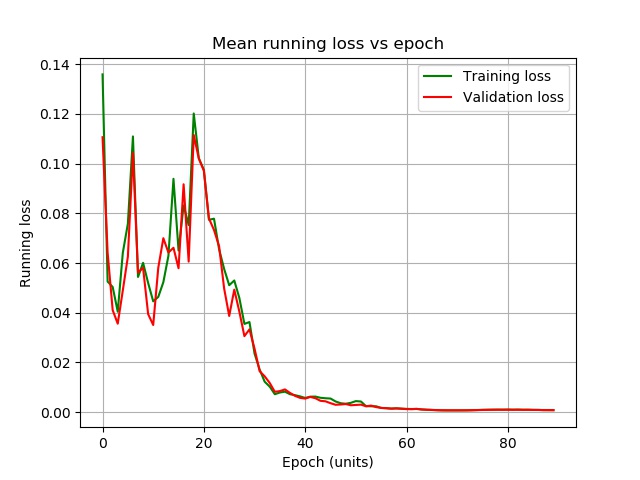 Mean running loss vs epoch
Training loss
Validation loss
0.14
0.12
0.10
0.08
0.06
0.04
0.02
0.00
Running loss
0 20 40 60 80
Epoch (units)